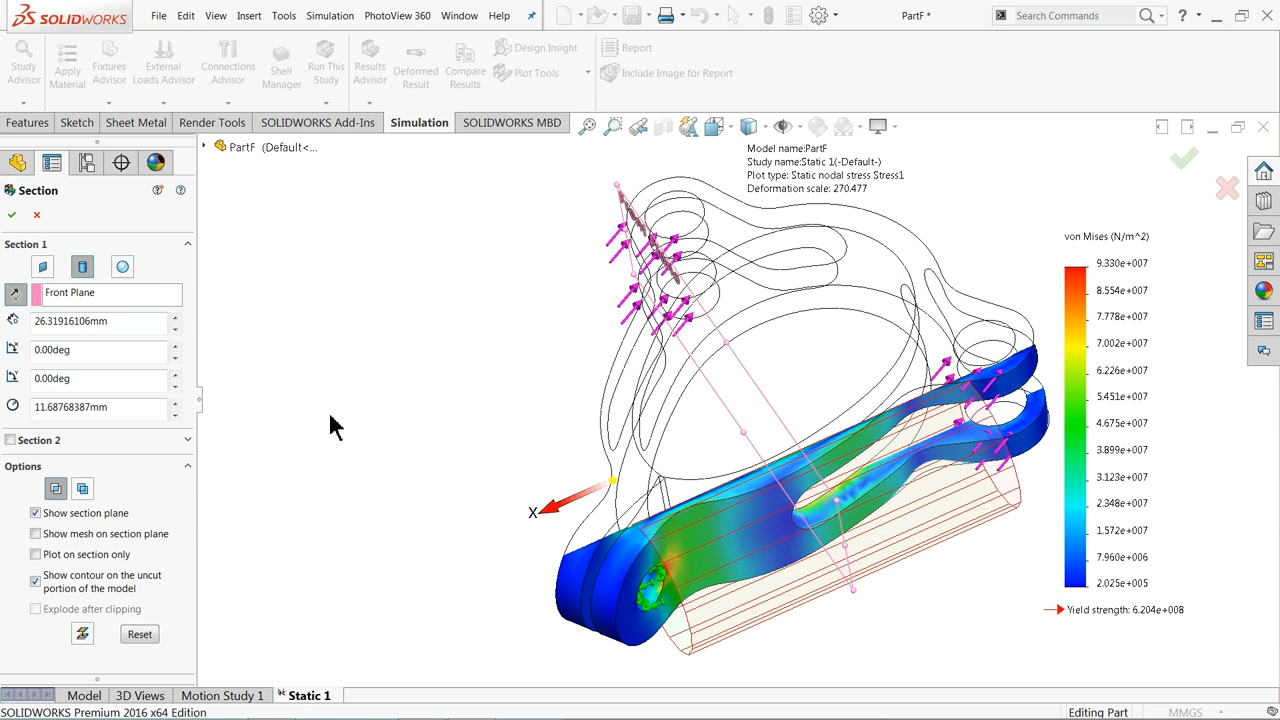 SOLIDWORKS
File Edit View Insert Tools Simulation PhotoView 360 Window Help
PartF *
Search Commands
Study Advisor
Apply Material
Fixtures Advisor
External Loads Advisor
Connections Advisor
Shell Manager
Run This Study
Results Advisor
Deformed Result
Compare Results
Design Insight
Plot Tools
Report
Include Image for Report
Features Sketch Sheet Metal Render Tools SOLIDWORKS Add-Ins Simulation SOLIDWORKS MBD
PartF (Default<...
Section
Section 1
Front Plane
26.31916106mm
0.00deg
0.00deg
11.68768387mm
Section 2
Options
Show section plane
Show mesh on section plane
Plot on section only
Show contour on the uncut
portion of the model
Explode after clipping
Reset
Model name:PartF
Study name:Static 1(-Default-)
Plot type: Static nodal stress Stress1
Deformation scale: 270.477
X
von Mises (N/m^2)
9.330e+007
8.554e+007
7.778e+007
7.002e+007
6.227e+007
5.451e+007
4.675e+007
3.899e+007
3.123e+007
2.347e+007
1.572e+007
7.960e+006
2.025e+005
Yield strength: 6.204e+008
Model 3D Views Motion Study 1 Static 1
SOLIDWORKS Premium 2016 x64 Edition
Editing Part
MMGS